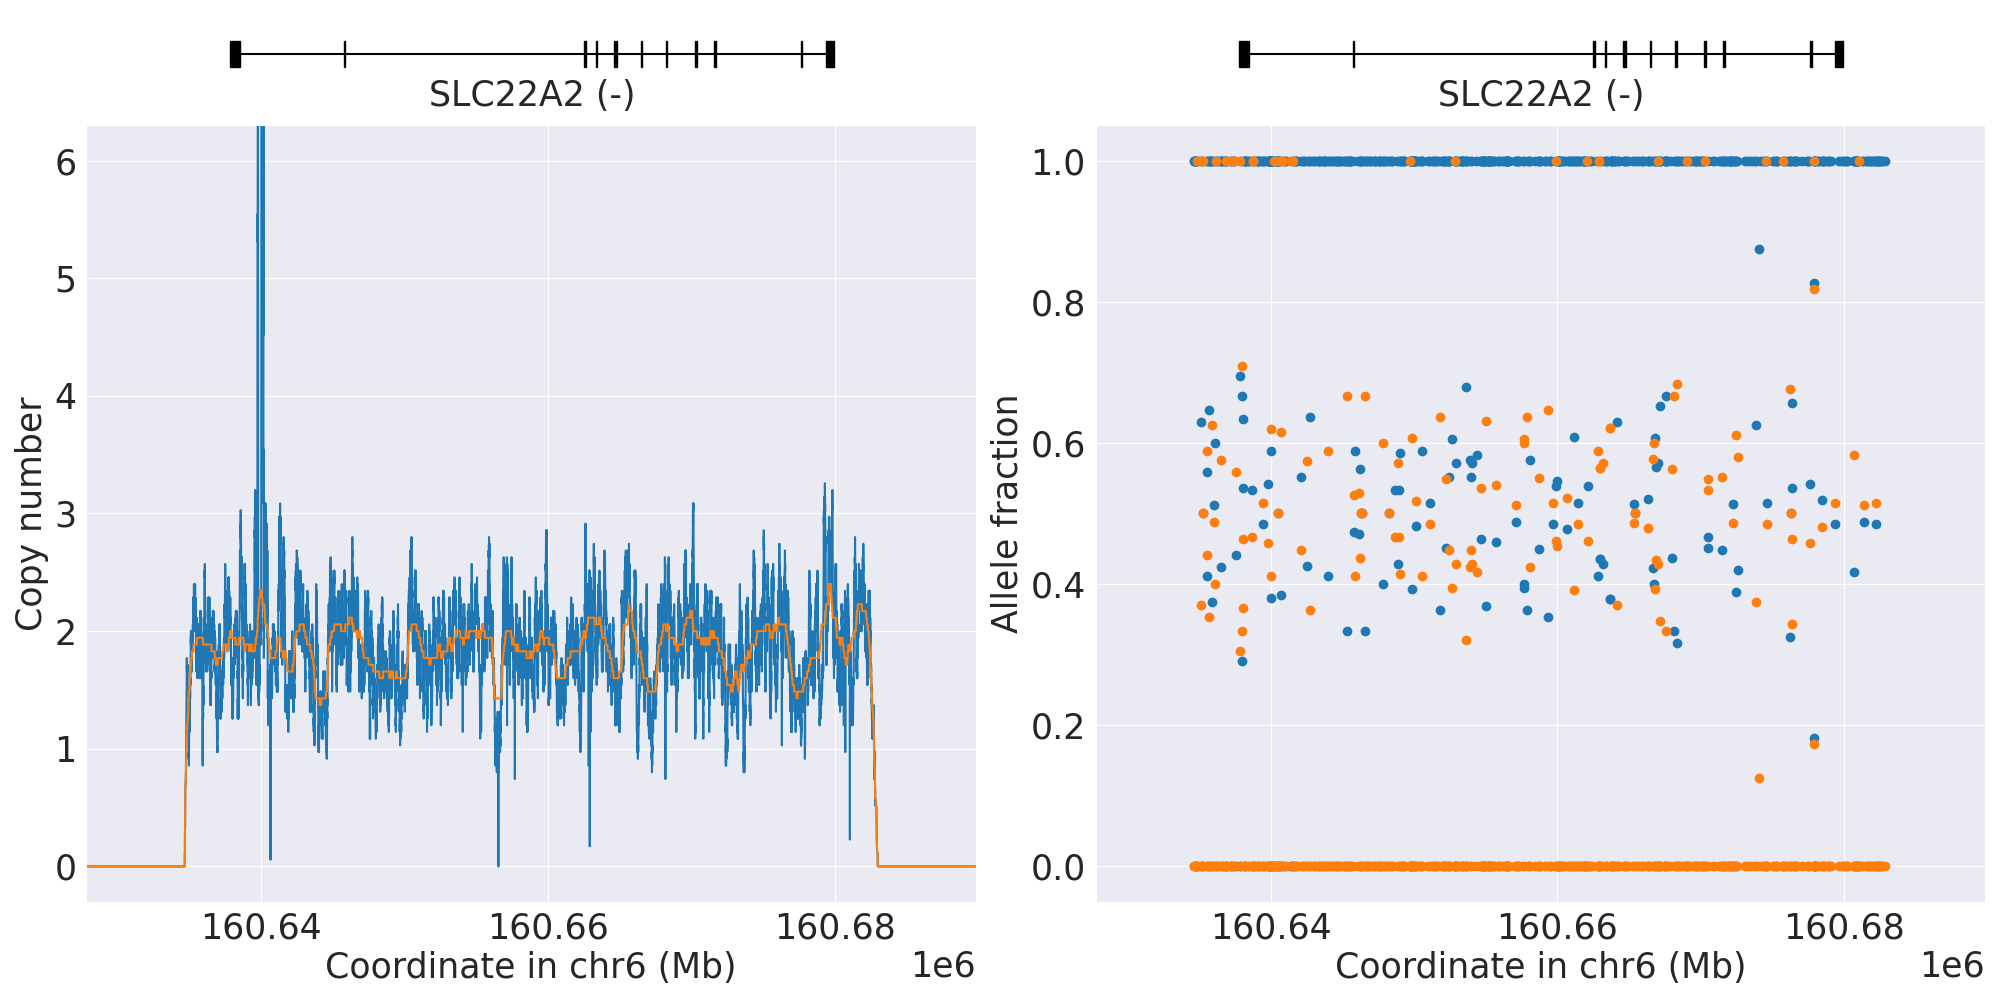 SLC22A2 (-)
Copy number
6
5
4
3
2
1
0
160.64
160.66
160.68
Coordinate in chr6 (Mb)
1e6
SLC22A2 (-)
Allele fraction
1.0
0.8
0.6
0.4
0.2
0.0
160.64
160.66
160.68
Coordinate in chr6 (Mb)
1e6